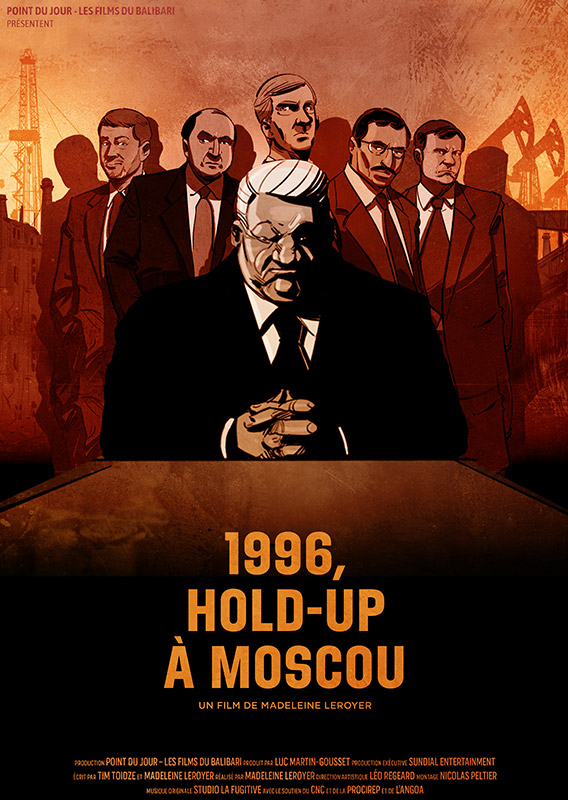 POINT DU JOUR - LES FILMS DU BALIBARI
PRÉSENTENT
1996,
HOLD-UP
À MOSCOU
UN FILM DE MADELEINE LEROYER
PRODUCTION POINT DU JOUR – LES FILMS DU BALIBARI PRODUIT PAR LUC MARTIN-GOUSSET PRODUCTION EXÉCUTIVE SUNDIAL ENTERTAINMENT
ÉCRIT PAR TIM TOIDZE ET MADELEINE LEROYER RÉALISÉ PAR MADELEINE LEROYER DIRECTION ARTISTIQUE LÉO REGEARD MONTAGE NICOLAS PELTIER
MUSIQUE ORIGINALE STUDIO LA FUGITIVE AVEC LE SOUTIEN DU CNC ET DE LA PROCIREP ET DE L'ANGOA